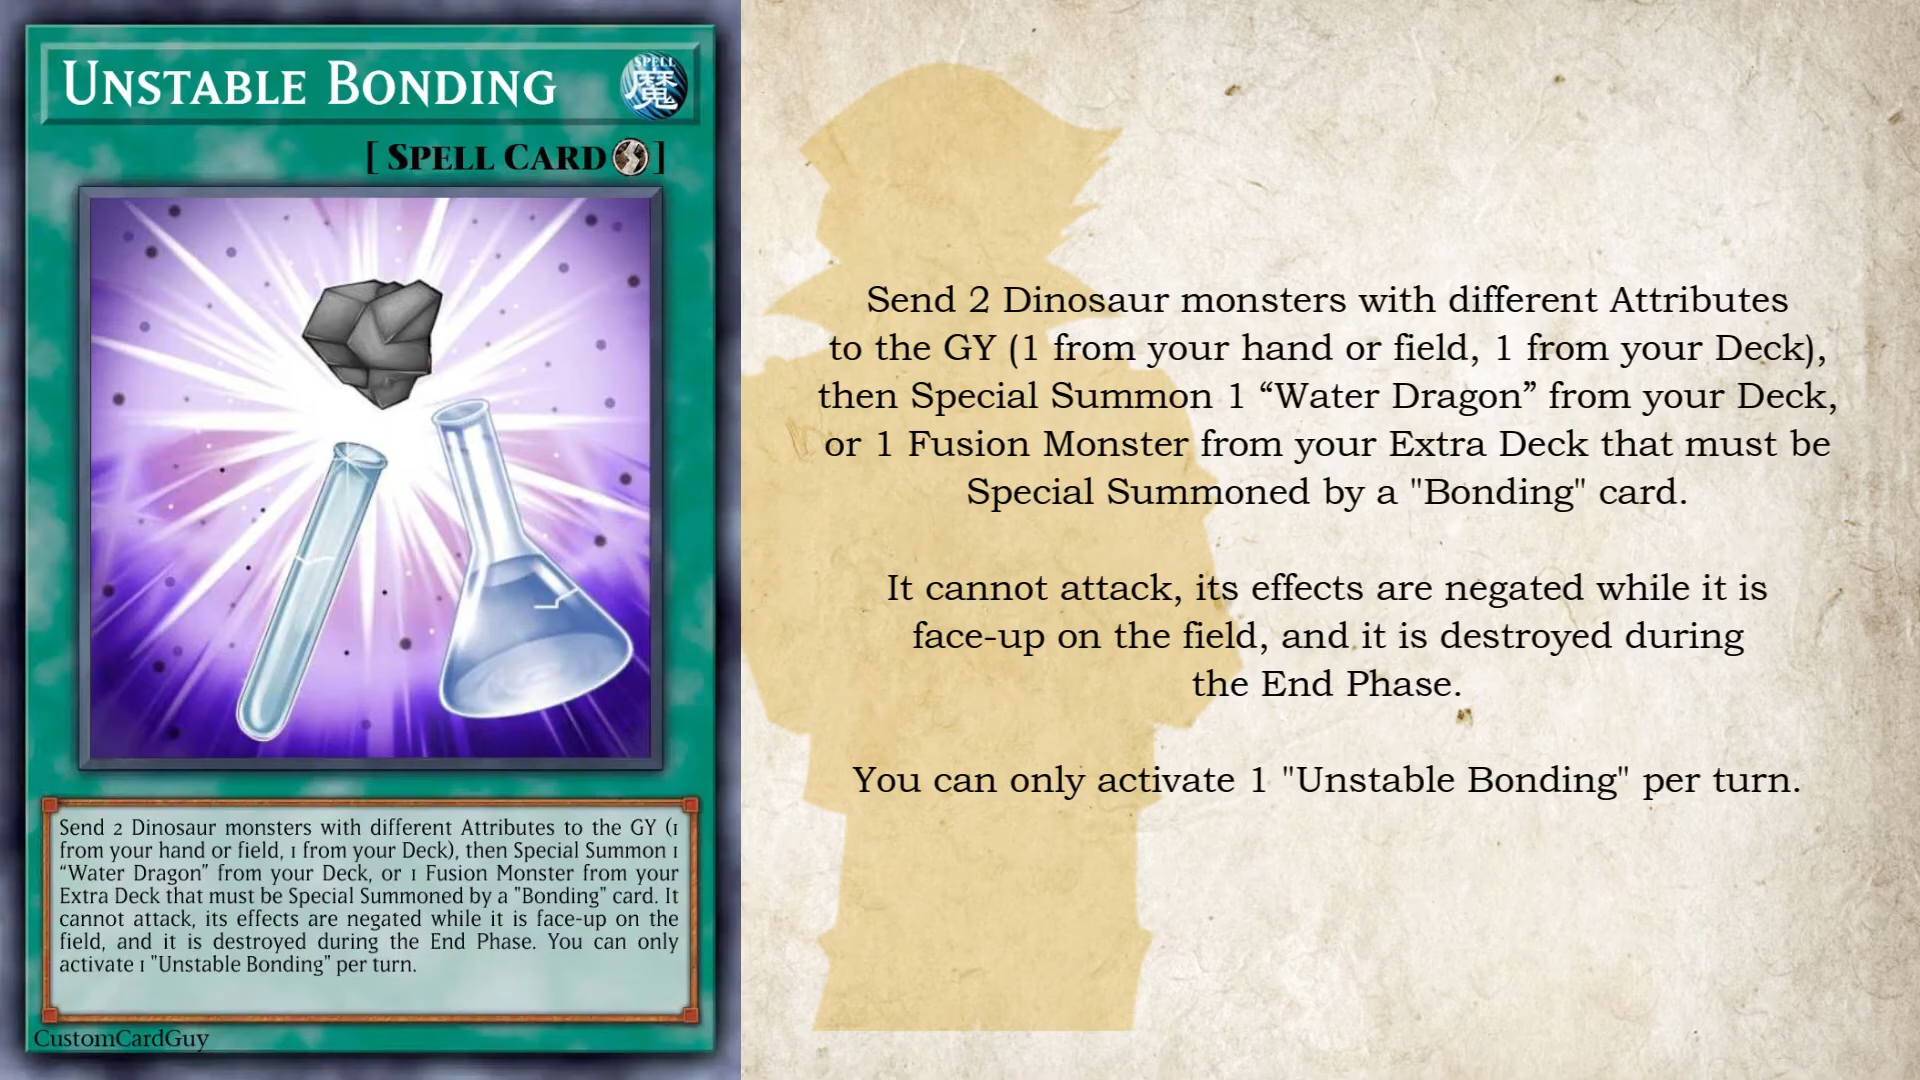 UNSTABLE BONDING
SPELL
魔
[ SPELL CARD ]
Send 2 Dinosaur monsters with different Attributes to the GY (1
from your hand or field, 1 from your Deck), then Special Summon 1
“Water Dragon” from your Deck, or 1 Fusion Monster from your
Extra Deck that must be Special Summoned by a "Bonding" card. It
cannot attack, its effects are negated while it is face-up on the
field, and it is destroyed during the End Phase. You can only
activate 1 "Unstable Bonding" per turn.
CustomCardGuy
Send 2 Dinosaur monsters with different Attributes
to the GY (1 from your hand or field, 1 from your Deck),
then Special Summon 1 “Water Dragon” from your Deck,
or 1 Fusion Monster from your Extra Deck that must be
Special Summoned by a "Bonding" card.
It cannot attack, its effects are negated while it is
face-up on the field, and it is destroyed during
the End Phase.
You can only activate 1 "Unstable Bonding" per turn.